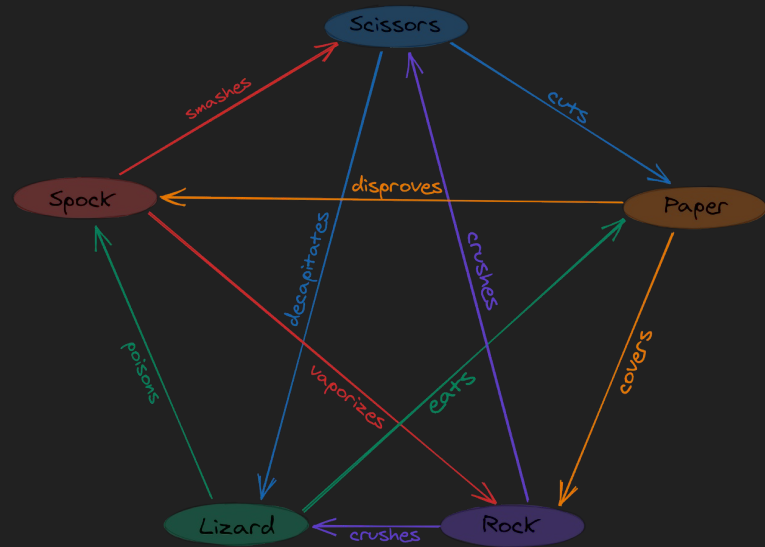 Scissors
smashes
cuts
disproves
Spock
Paper
decapitates
crushes
poisons
vaporizes
eats
covers
Lizard
crushes
Rock